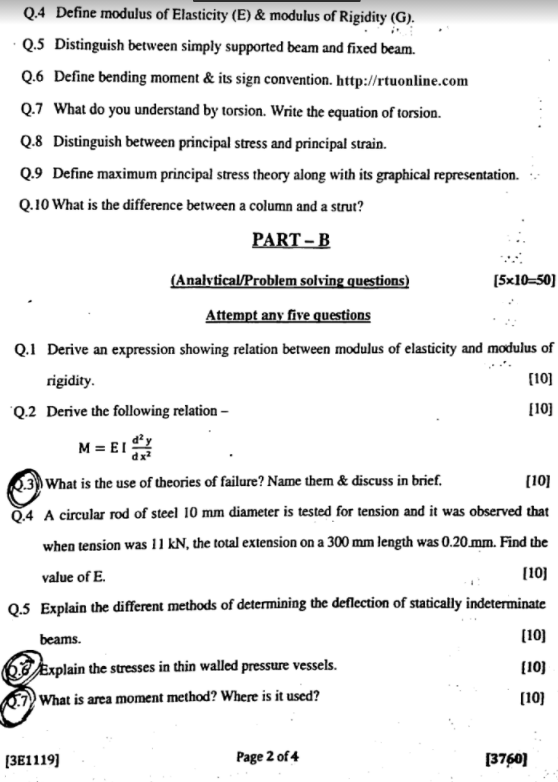 Q.4 Define modulus of Elasticity (E) & modulus of Rigidity (G).
Q.5 Distinguish between simply supported beam and fixed beam.
Q.6 Define bending moment & its sign convention. http://rtuonline.com
Q.7 What do you understand by torsion. Write the equation of torsion.
Q.8 Distinguish between principal stress and principal strain.
Q.9 Define maximum principal stress theory along with its graphical representation.
Q.10 What is the difference between a column and a strut?
PART – B
(Analytical/Problem solving questions) [5×10=50]
Attempt any five questions
Q.1 Derive an expression showing relation between modulus of elasticity and modulus of
rigidity. [10]
Q.2 Derive the following relation – [10]
M = E I d²y/dx²
Q.3 What is the use of theories of failure? Name them & discuss in brief. [10]
Q.4 A circular rod of steel 10 mm diameter is tested for tension and it was observed that
when tension was 11 kN, the total extension on a 300 mm length was 0.20 mm. Find the
value of E. [10]
Q.5 Explain the different methods of determining the deflection of statically indeterminate
beams. [10]
Q.6 Explain the stresses in thin walled pressure vessels. [10]
Q.7 What is area moment method? Where is it used? [10]
[3E1119] Page 2 of 4 [3760]